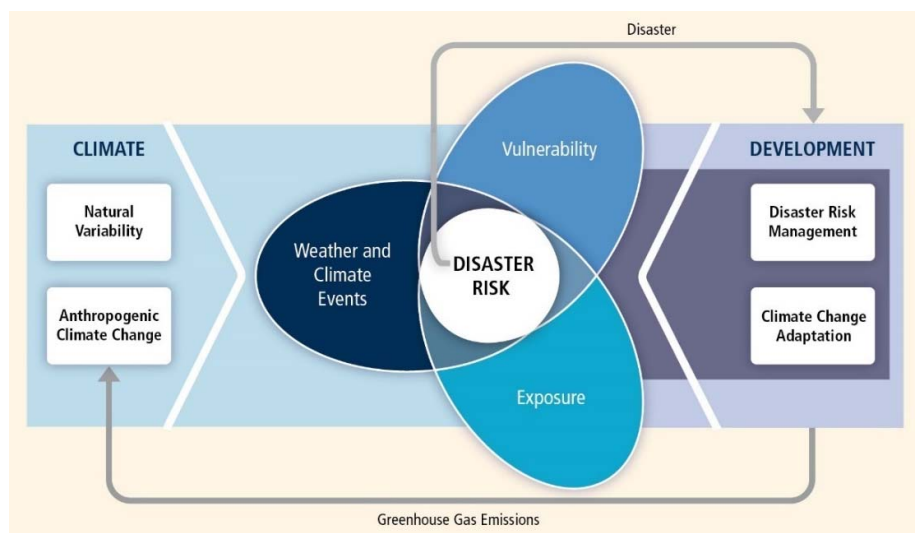 Disaster
CLIMATE
Natural
Variability
Anthropogenic
Climate Change
Vulnerability
Weather and
Climate
Events
DISASTER
RISK
Exposure
DEVELOPMENT
Disaster Risk
Management
Climate Change
Adaptation
Greenhouse Gas Emissions